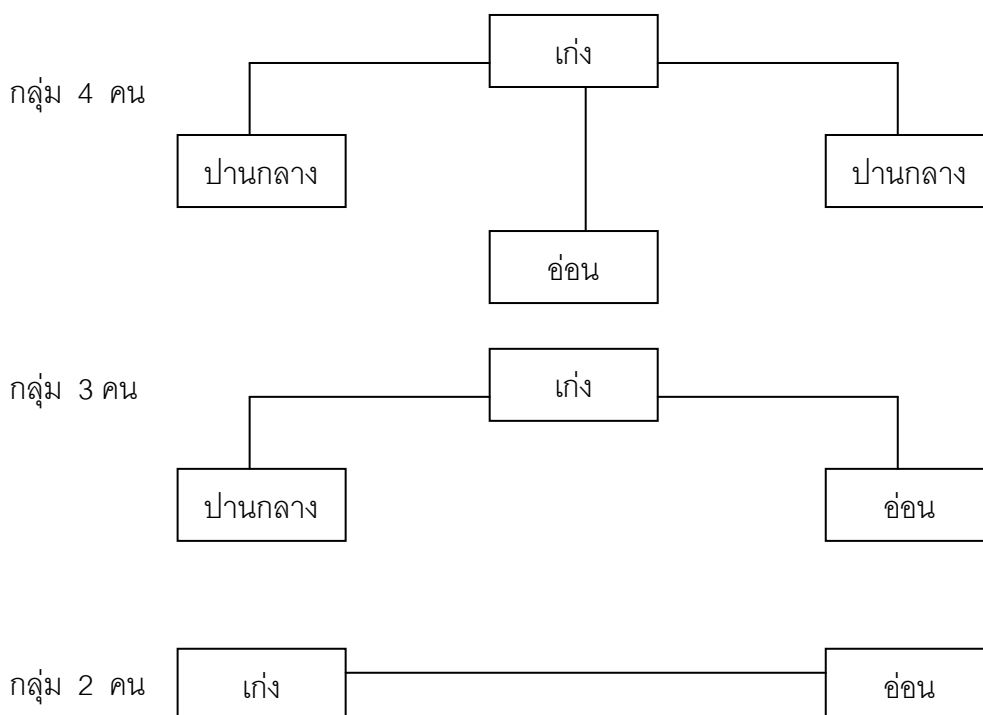 เก่ง
กลุ่ม 4 คน
ปานกลาง ปานกลาง
อ่อน
กลุ่ม 3 คน เก่ง
ปานกลาง อ่อน
กลุ่ม 2 คน เก่ง อ่อน